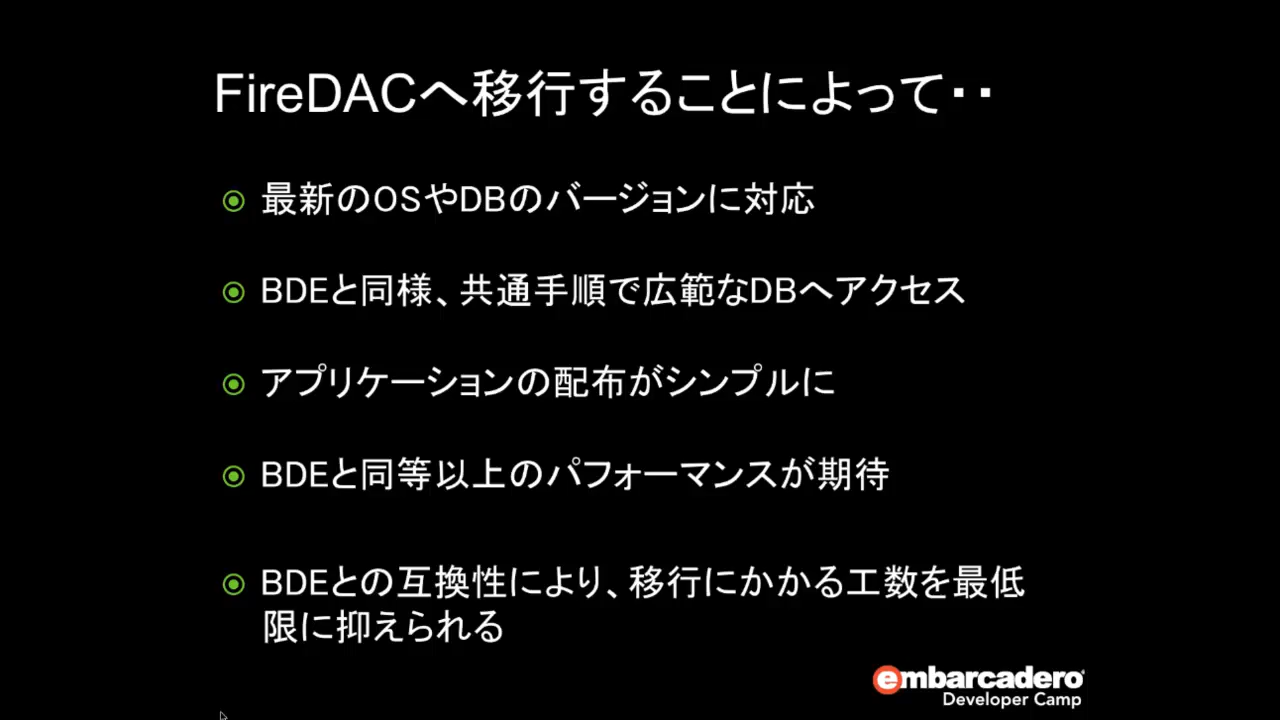 FireDACへ移行することによって・・
最新のOSやDBのバージョンに対応
BDEと同様、共通手順で広範なDBへアクセス
アプリケーションの配布がシンプルに
BDEと同等以上のパフォーマンスが期待
BDEとの互換性により、移行にかかる工数を最低
限に抑えられる
embarcadero
Developer Camp